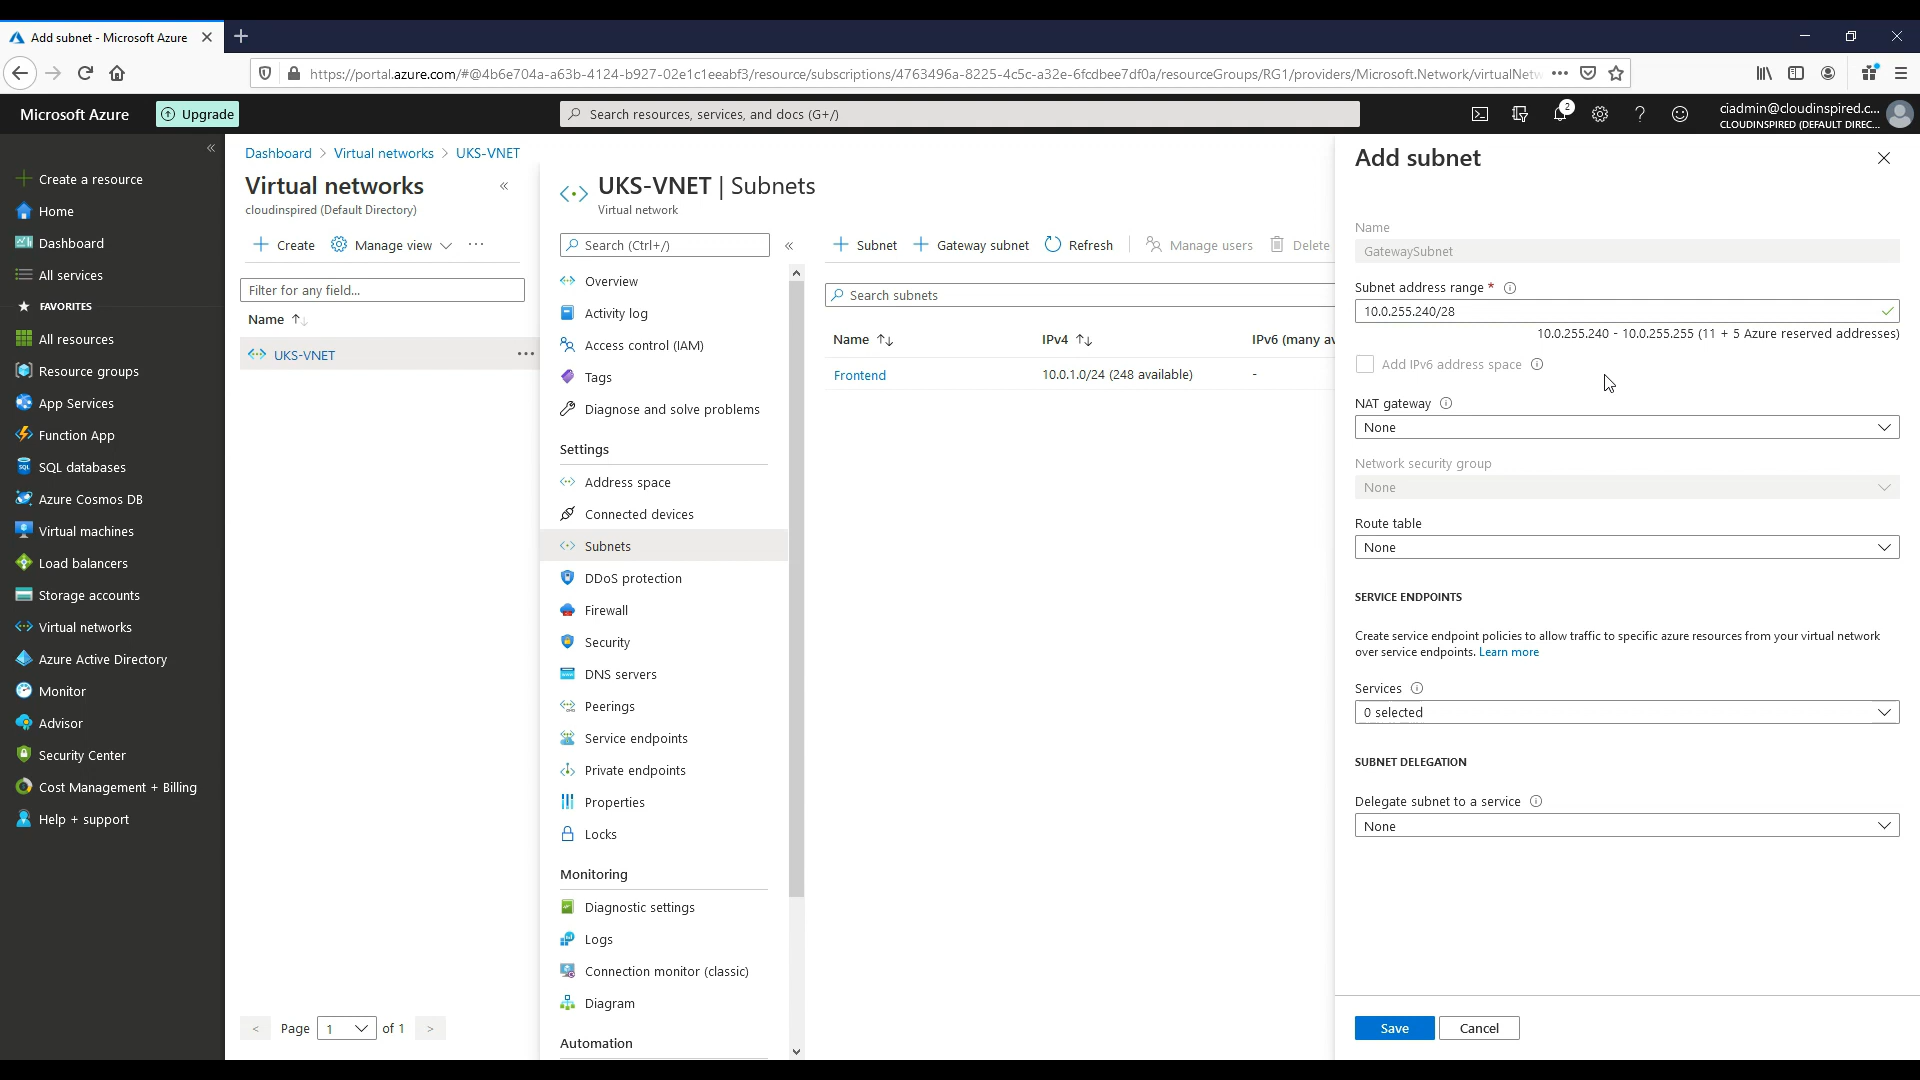 Add subnet - Microsoft Azure
https://portal.azure.com/#@4b6e704a-a63b-4124-b927-02e1c1eeabf3/resource/subscriptions/4763496a-8225-4c5c-a32e-6fcdbee7df0a/resourceGroups/RG1/providers/Microsoft.Network/virtualNetw
Microsoft Azure
Upgrade
Search resources, services, and docs (G+/)
2
ciadmin@cloudinspired.c...
CLOUDINSPIRED (DEFAULT DIREC...
Create a resource
Home
Dashboard
All services
FAVORITES
All resources
Resource groups
App Services
Function App
SQL databases
Azure Cosmos DB
Virtual machines
Load balancers
Storage accounts
Virtual networks
Azure Active Directory
Monitor
Advisor
Security Center
Cost Management + Billing
Help + support
Dashboard > Virtual networks > UKS-VNET
Virtual networks
cloudinspired (Default Directory)
Create
Manage view
Filter for any field...
Name
UKS-VNET
< Page 1 of 1 >
UKS-VNET | Subnets
Virtual network
Search (Ctrl+/)
Overview
Activity log
Access control (IAM)
Tags
Diagnose and solve problems
Settings
Address space
Connected devices
Subnets
DDoS protection
Firewall
Security
DNS servers
Peerings
Service endpoints
Private endpoints
Properties
Locks
Monitoring
Diagnostic settings
Logs
Connection monitor (classic)
Diagram
Automation
+ Subnet + Gateway subnet Refresh Manage users Delete
Search subnets
Name IPv4 IPv6 (many av
Frontend 10.0.1.0/24 (248 available) -
Add subnet
Name
GatewaySubnet
Subnet address range *
10.0.255.240/28
10.0.255.240 - 10.0.255.255 (11 + 5 Azure reserved addresses)
Add IPv6 address space
NAT gateway
None
Network security group
None
Route table
None
SERVICE ENDPOINTS
Create service endpoint policies to allow traffic to specific azure resources from your virtual network
over service endpoints. Learn more
Services
0 selected
SUBNET DELEGATION
Delegate subnet to a service
None
Save
Cancel